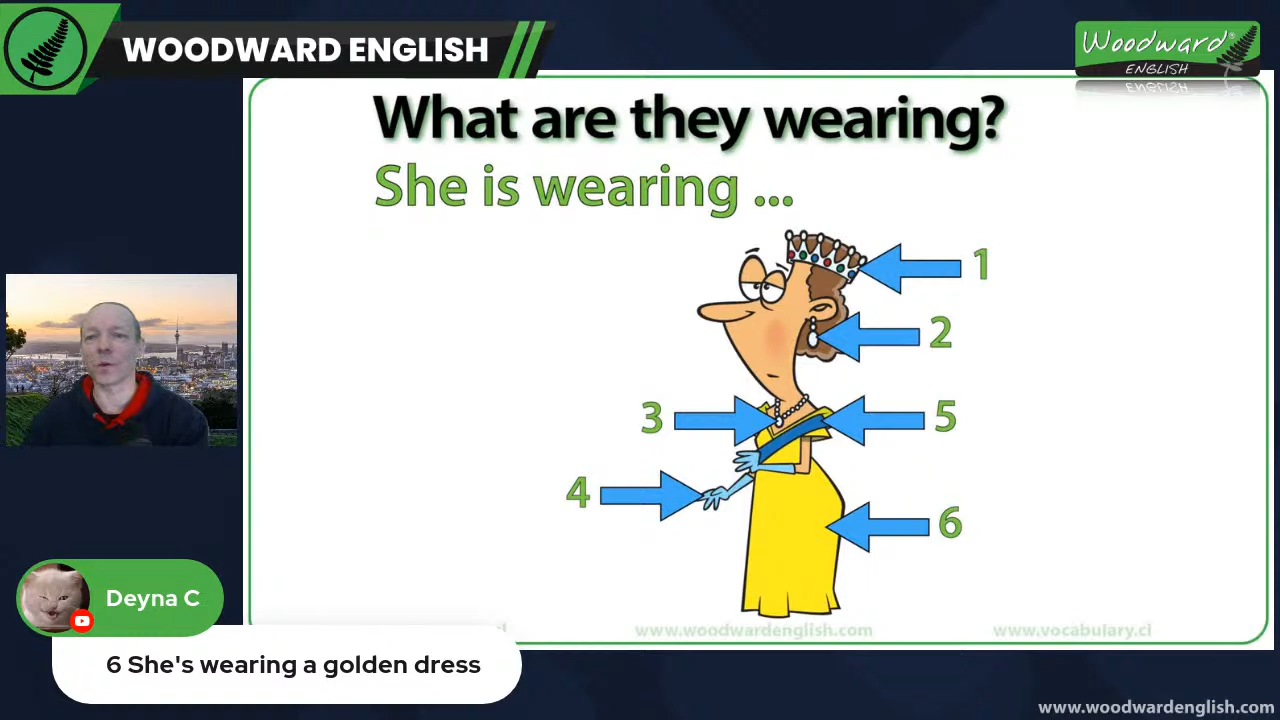 WOODWARD ENGLISH
Woodward®
ENGLISH
What are they wearing?
She is wearing ...
1
2
3
5
4
6
Deyna C
6 She's wearing a golden dress
www.woodwardenglish.com
www.vocabulary.cl
www.woodwardenglish.com